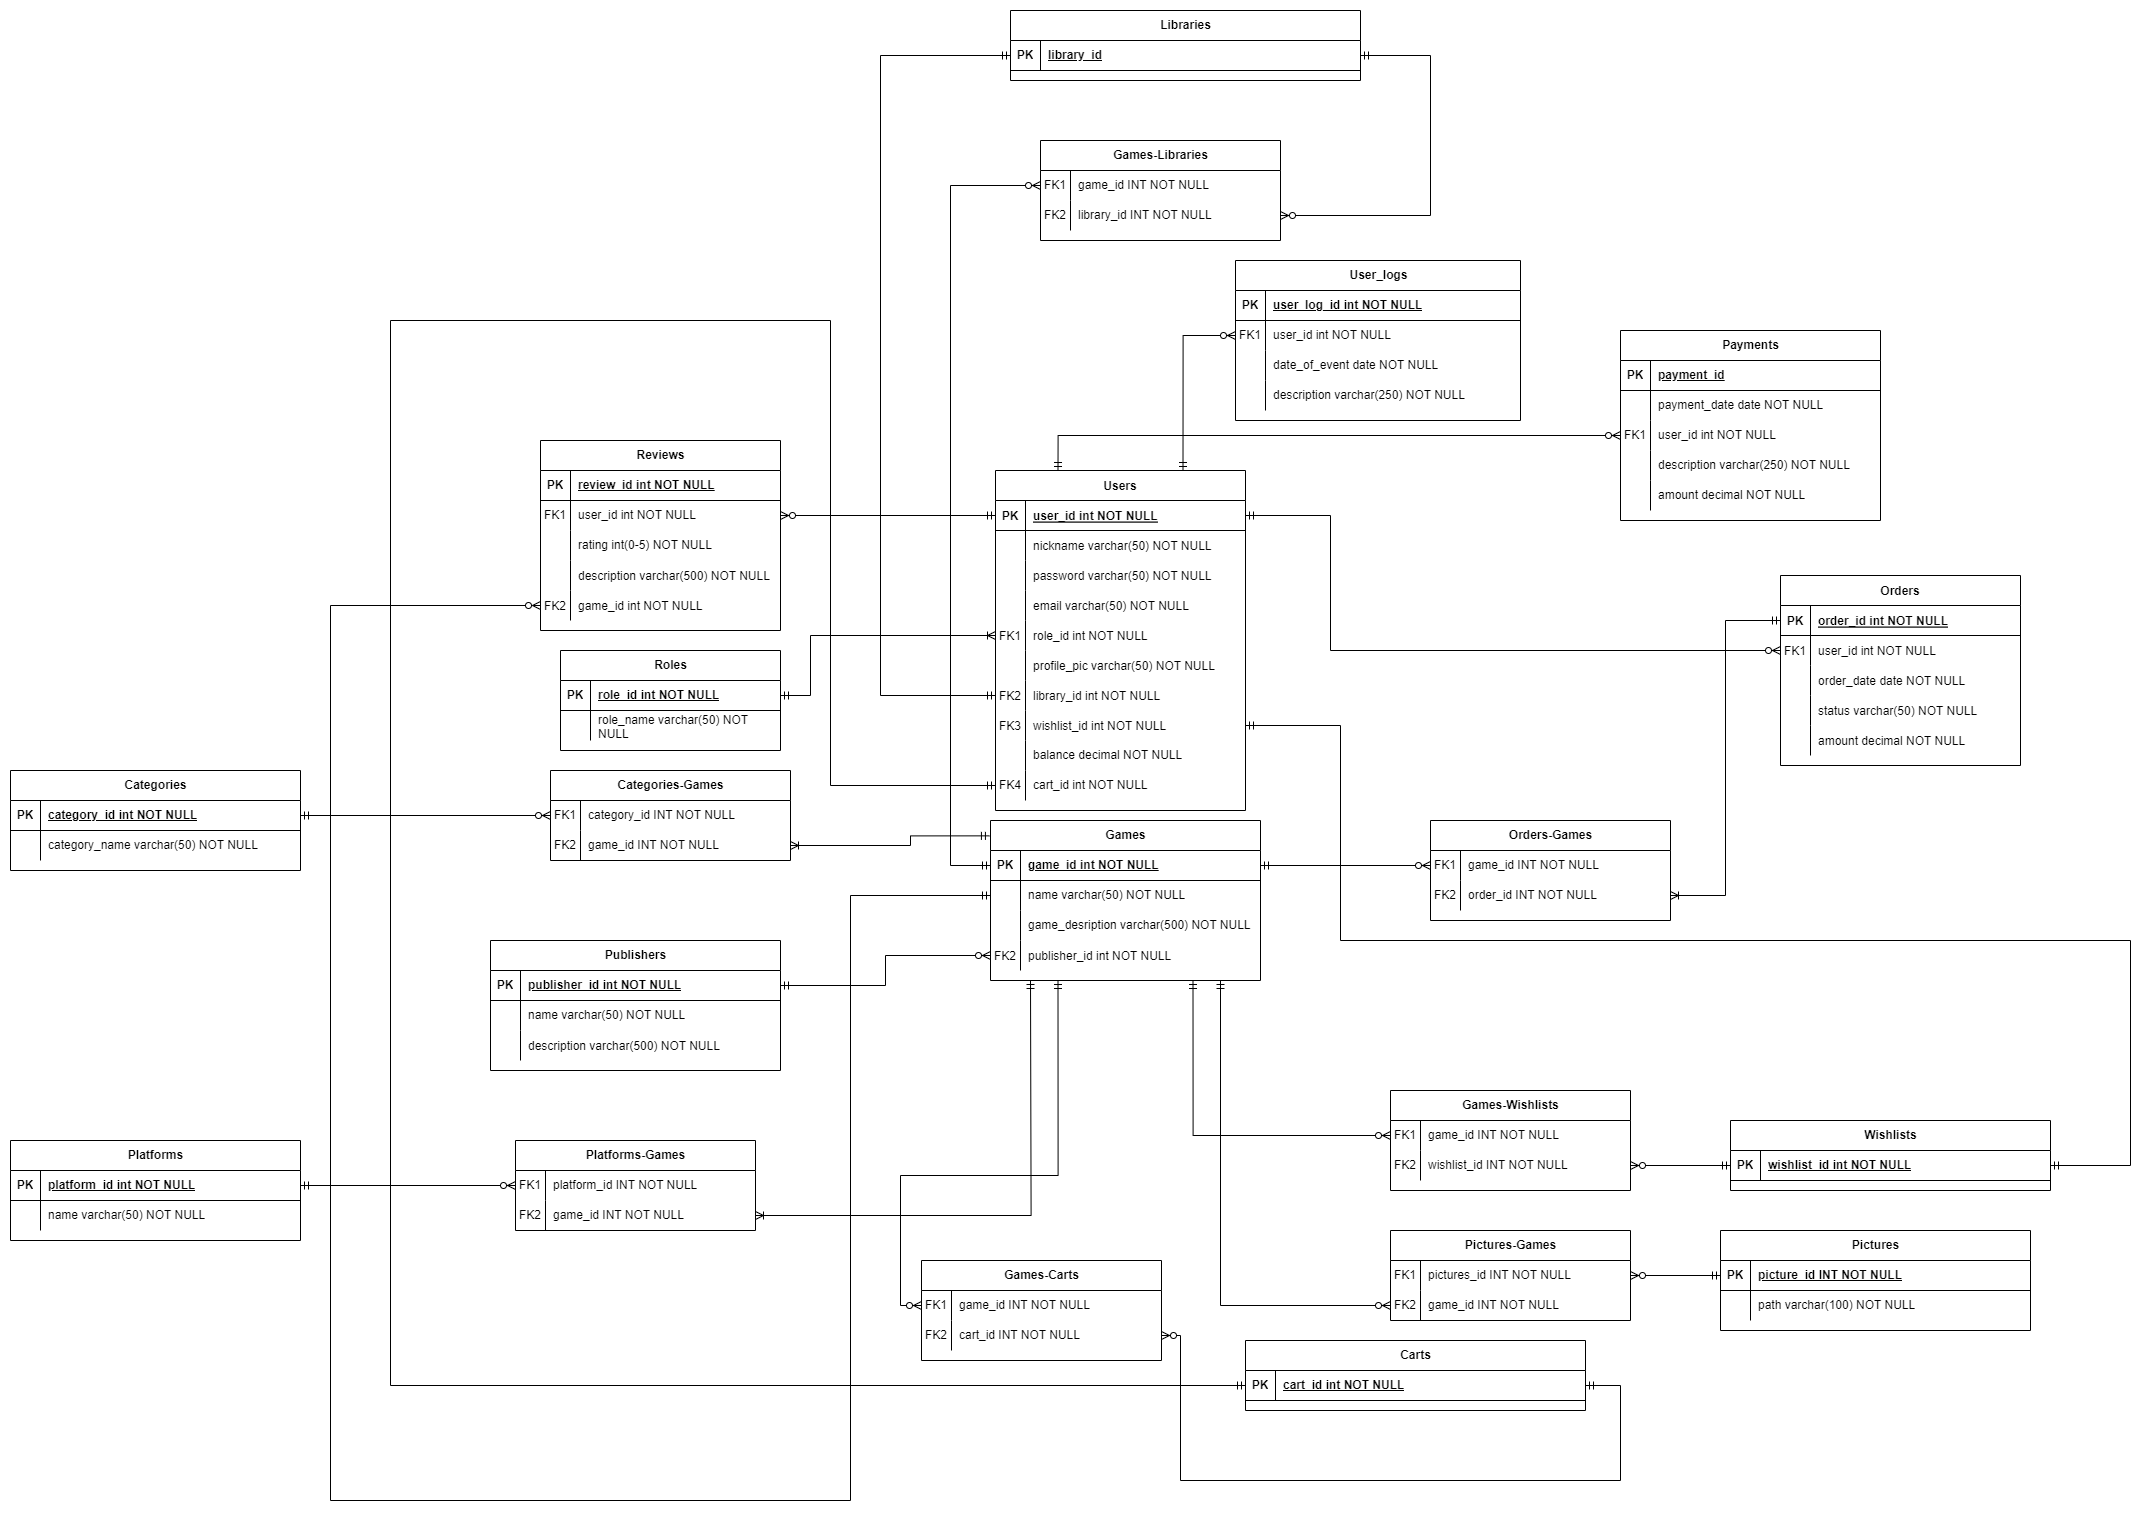 Libraries
PK library_id
Games-Libraries
FK1 game_id INT NOT NULL
FK2 library_id INT NOT NULL
User_logs
PK user_log_id int NOT NULL
FK1 user_id int NOT NULL
date_of_event date NOT NULL
description varchar(250) NOT NULL
Payments
PK payment_id
payment_date date NOT NULL
FK1 user_id int NOT NULL
description varchar(250) NOT NULL
amount decimal NOT NULL
Reviews
PK review_id int NOT NULL
FK1 user_id int NOT NULL
rating int(0-5) NOT NULL
description varchar(500) NOT NULL
FK2 game_id int NOT NULL
Users
PK user_id int NOT NULL
nickname varchar(50) NOT NULL
password varchar(50) NOT NULL
email varchar(50) NOT NULL
FK1 role_id int NOT NULL
profile_pic varchar(50) NOT NULL
FK2 library_id int NOT NULL
FK3 wishlist_id int NOT NULL
balance decimal NOT NULL
FK4 cart_id int NOT NULL
Orders
PK order_id int NOT NULL
FK1 user_id int NOT NULL
order_date date NOT NULL
status varchar(50) NOT NULL
amount decimal NOT NULL
Roles
PK role_id int NOT NULL
role_name varchar(50) NOT
NULL
Categories
PK category_id int NOT NULL
category_name varchar(50) NOT NULL
Categories-Games
FK1 category_id INT NOT NULL
FK2 game_id INT NOT NULL
Games
PK game_id int NOT NULL
name varchar(50) NOT NULL
game_desription varchar(500) NOT NULL
FK2 publisher_id int NOT NULL
Orders-Games
FK1 game_id INT NOT NULL
FK2 order_id INT NOT NULL
Publishers
PK publisher_id int NOT NULL
name varchar(50) NOT NULL
description varchar(500) NOT NULL
Games-Wishlists
FK1 game_id INT NOT NULL
FK2 wishlist_id INT NOT NULL
Wishlists
PK wishlist_id int NOT NULL
Platforms
PK platform_id int NOT NULL
name varchar(50) NOT NULL
Platforms-Games
FK1 platform_id INT NOT NULL
FK2 game_id INT NOT NULL
Pictures-Games
FK1 pictures_id INT NOT NULL
FK2 game_id INT NOT NULL
Pictures
PK picture_id INT NOT NULL
path varchar(100) NOT NULL
Games-Carts
FK1 game_id INT NOT NULL
FK2 cart_id INT NOT NULL
Carts
PK cart_id int NOT NULL